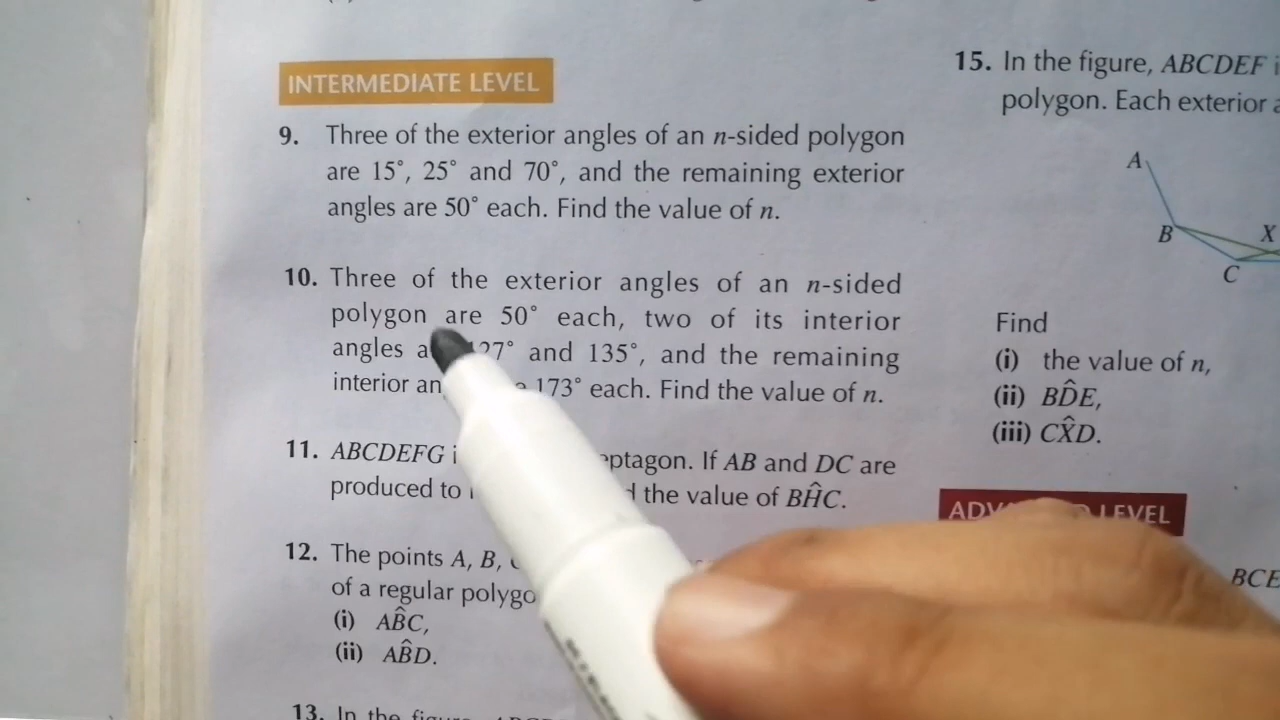 INTERMEDIATE LEVEL
9. Three of the exterior angles of an n-sided polygon
are 15°, 25° and 70°, and the remaining exterior
angles are 50° each. Find the value of n.
10. Three of the exterior angles of an n-sided
polygon are 50° each, two of its interior
angles 127° and 135°, and the remaining
interior 173° each. Find the value of n.
11. ABCDEFG If AB and DC are
produced to the value of BĤC.
12. The points A, B,
of a regular
(i) AB̂C,
(ii) AB̂D.
13. In the
15. In the figure, ABCDEF
polygon. Each exterior
A
B
X
C
Find
(i) the value of n,
(ii) BD̂E,
(iii) CX̂D.
LEVEL
BCE